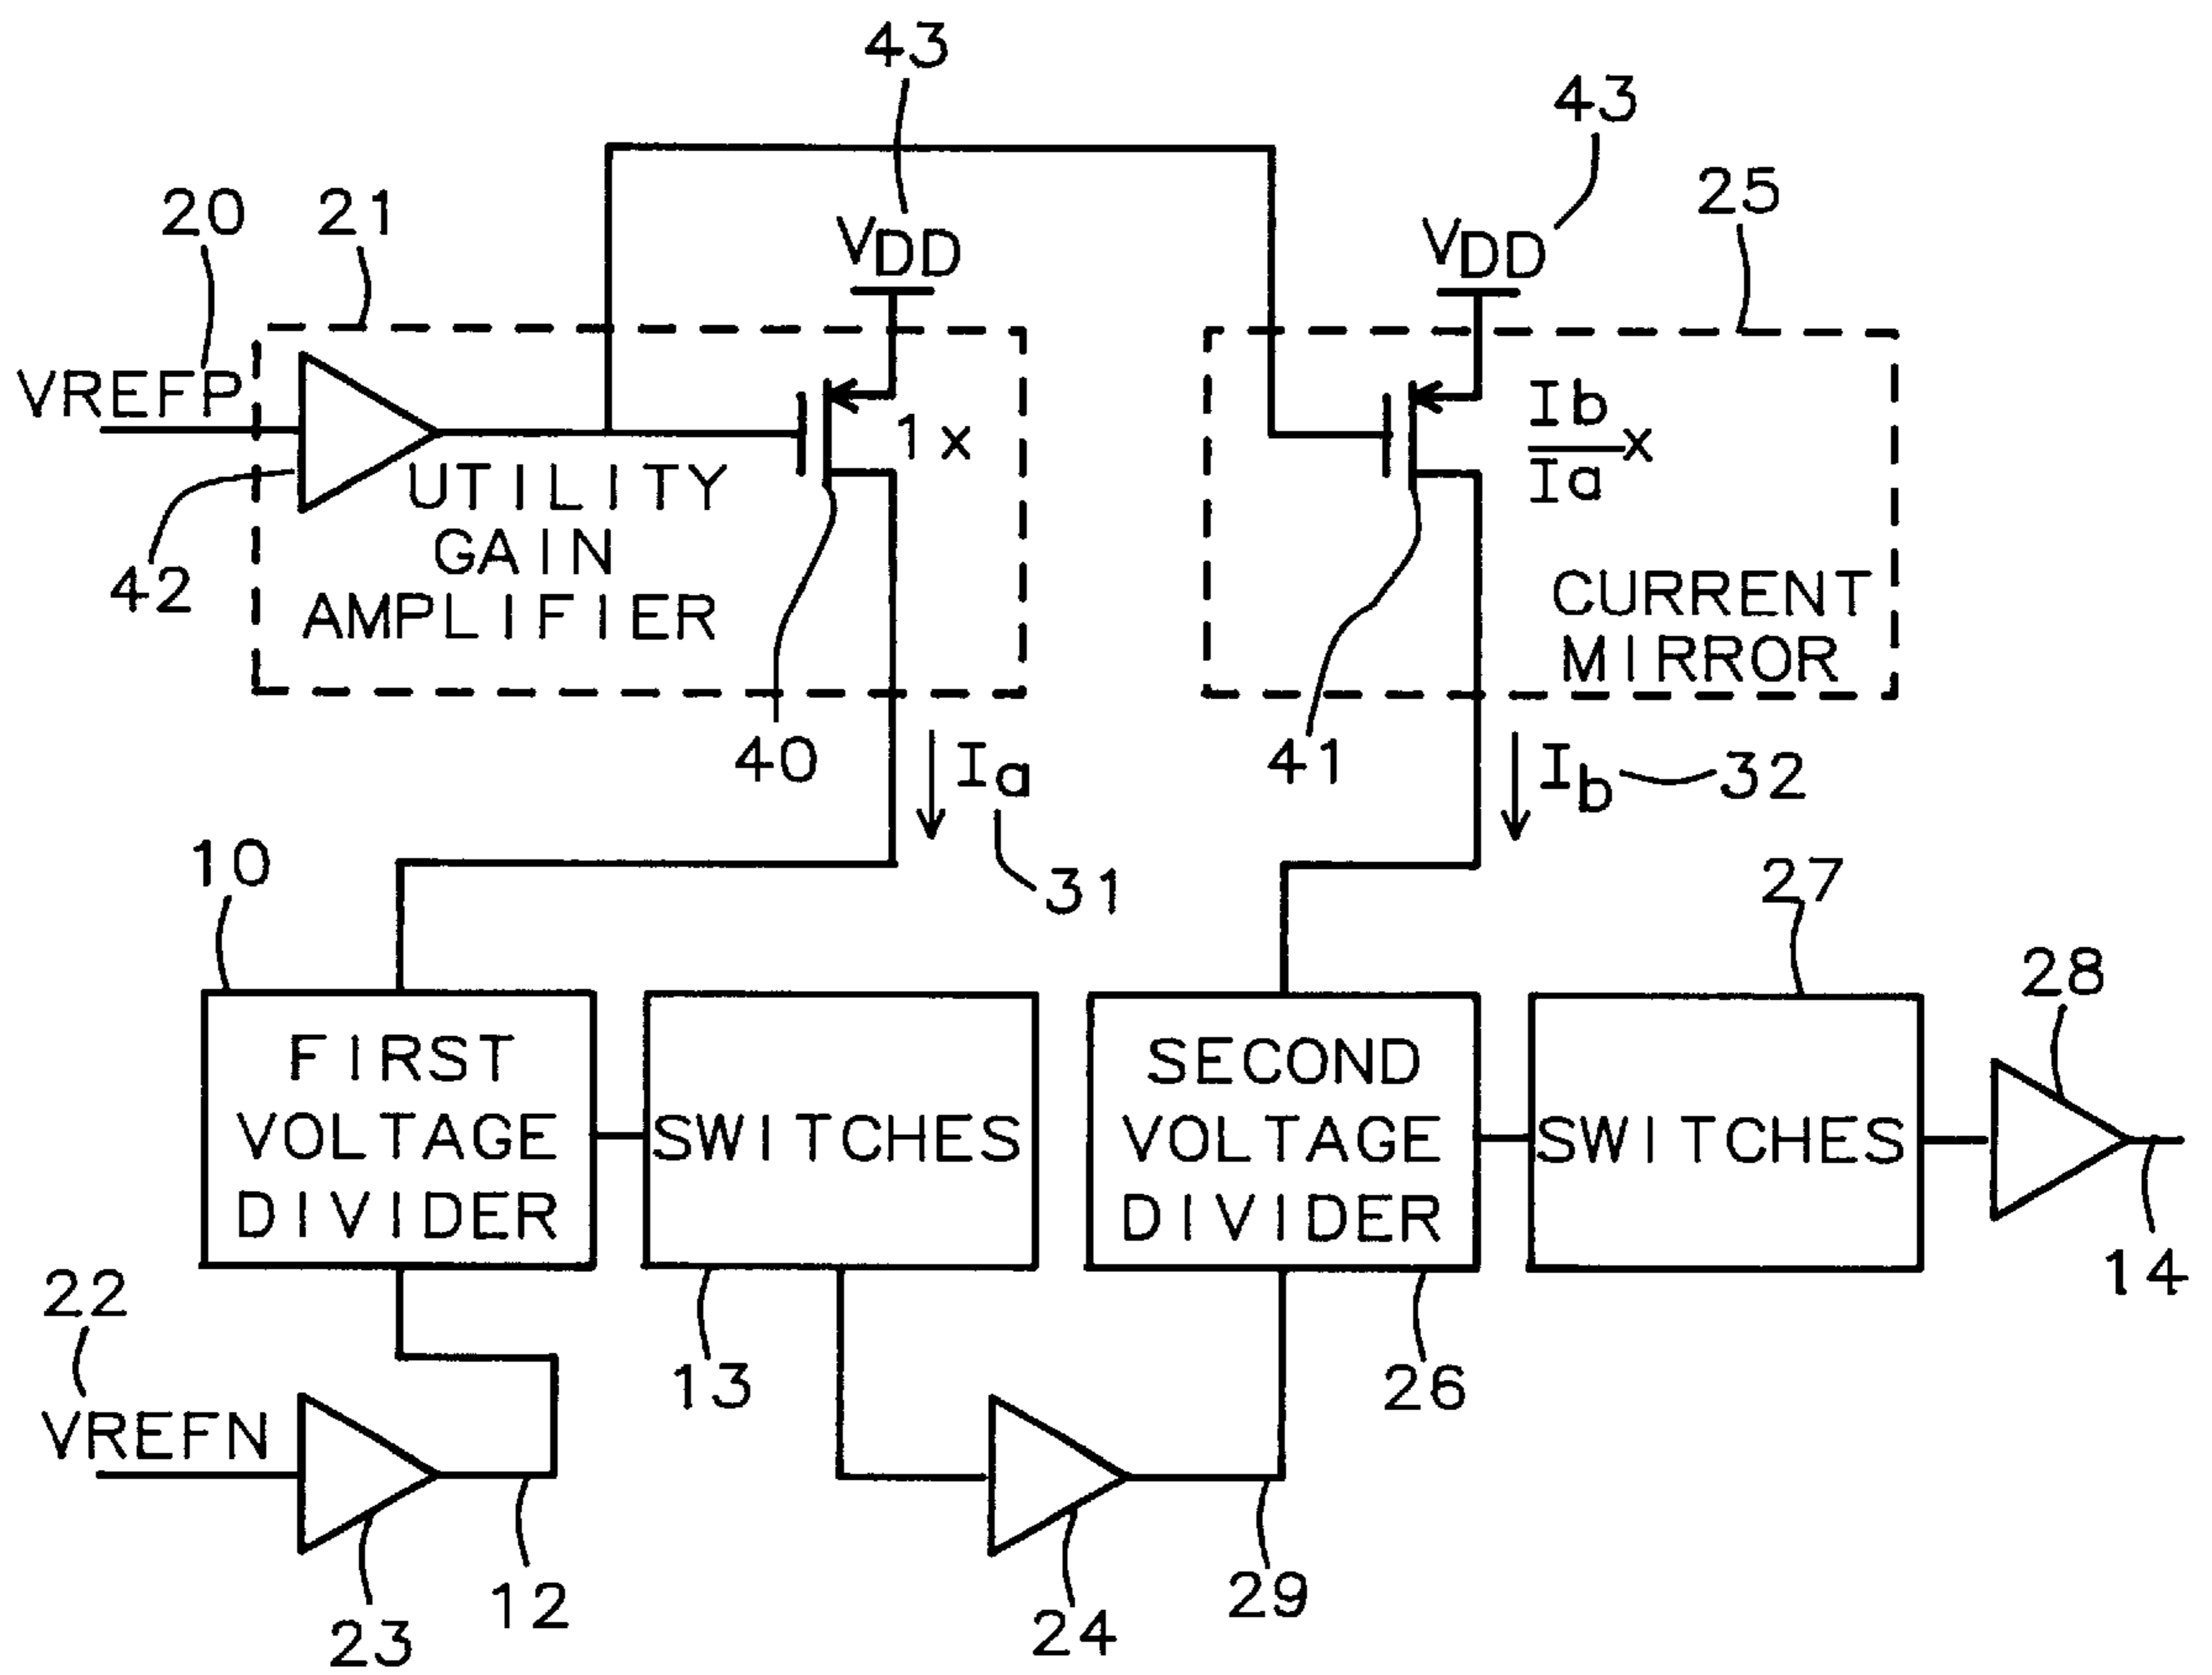 43
43
20
21
25
VDD
VDD
VREFP
1x
Ib
Ia
x
UTILITY
GAIN
AMPLIFIER
42
CURRENT
MIRROR
40
Ia
41
Ib
32
31
10
27
28
FIRST
VOLTAGE
DIVIDER
SWITCHES
SECOND
VOLTAGE
DIVIDER
SWITCHES
14
22
13
26
VREFN
12
29
23
24